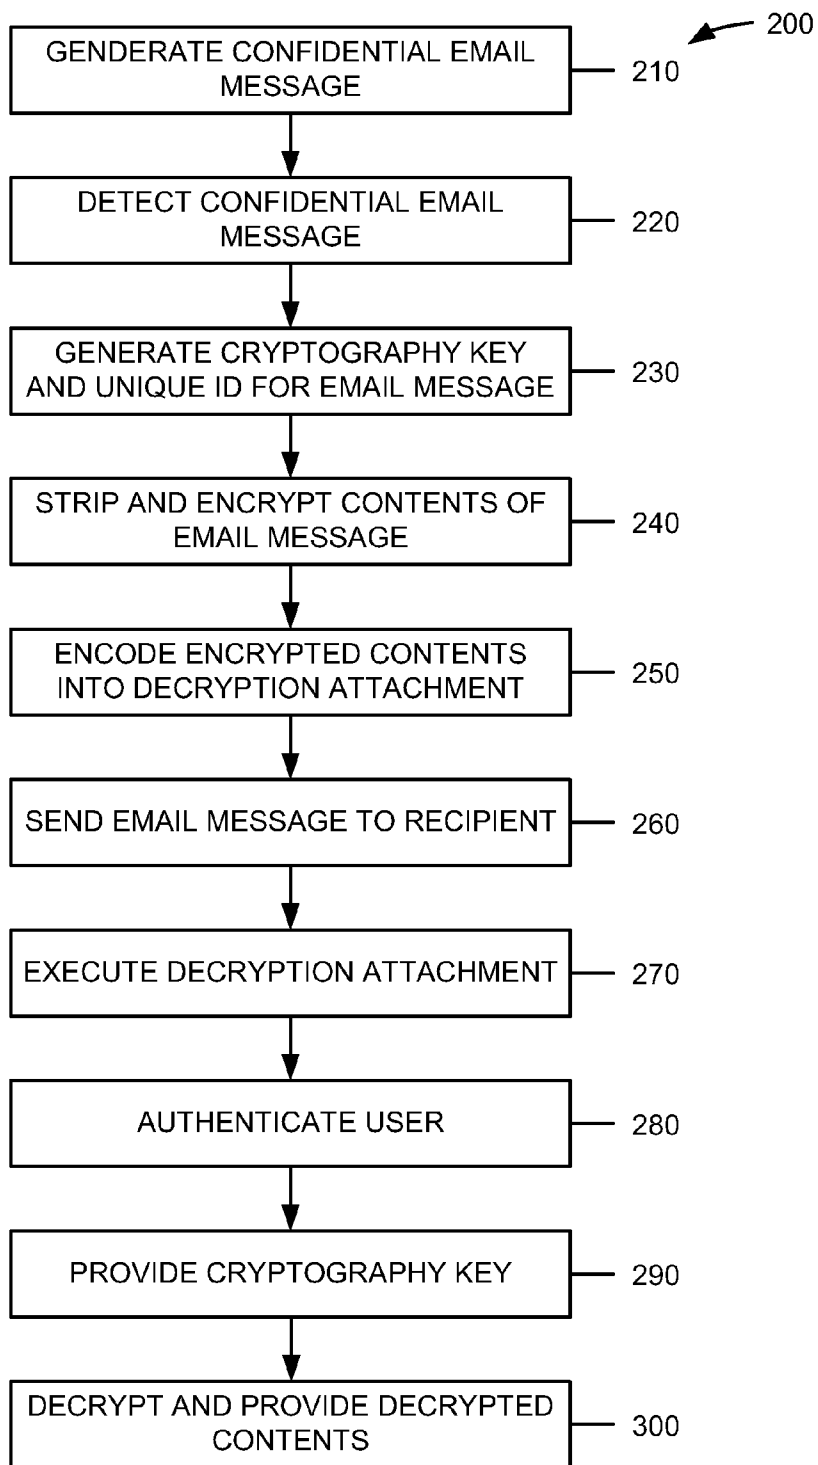 200
GENDERATE CONFIDENTIAL EMAIL
MESSAGE
210
DETECT CONFIDENTIAL EMAIL
MESSAGE
220
GENERATE CRYPTOGRAPHY KEY
AND UNIQUE ID FOR EMAIL MESSAGE
230
STRIP AND ENCRYPT CONTENTS OF
EMAIL MESSAGE
240
ENCODE ENCRYPTED CONTENTS
INTO DECRYPTION ATTACHMENT
250
SEND EMAIL MESSAGE TO RECIPIENT
260
EXECUTE DECRYPTION ATTACHMENT
270
AUTHENTICATE USER
280
PROVIDE CRYPTOGRAPHY KEY
290
DECRYPT AND PROVIDE DECRYPTED
CONTENTS
300